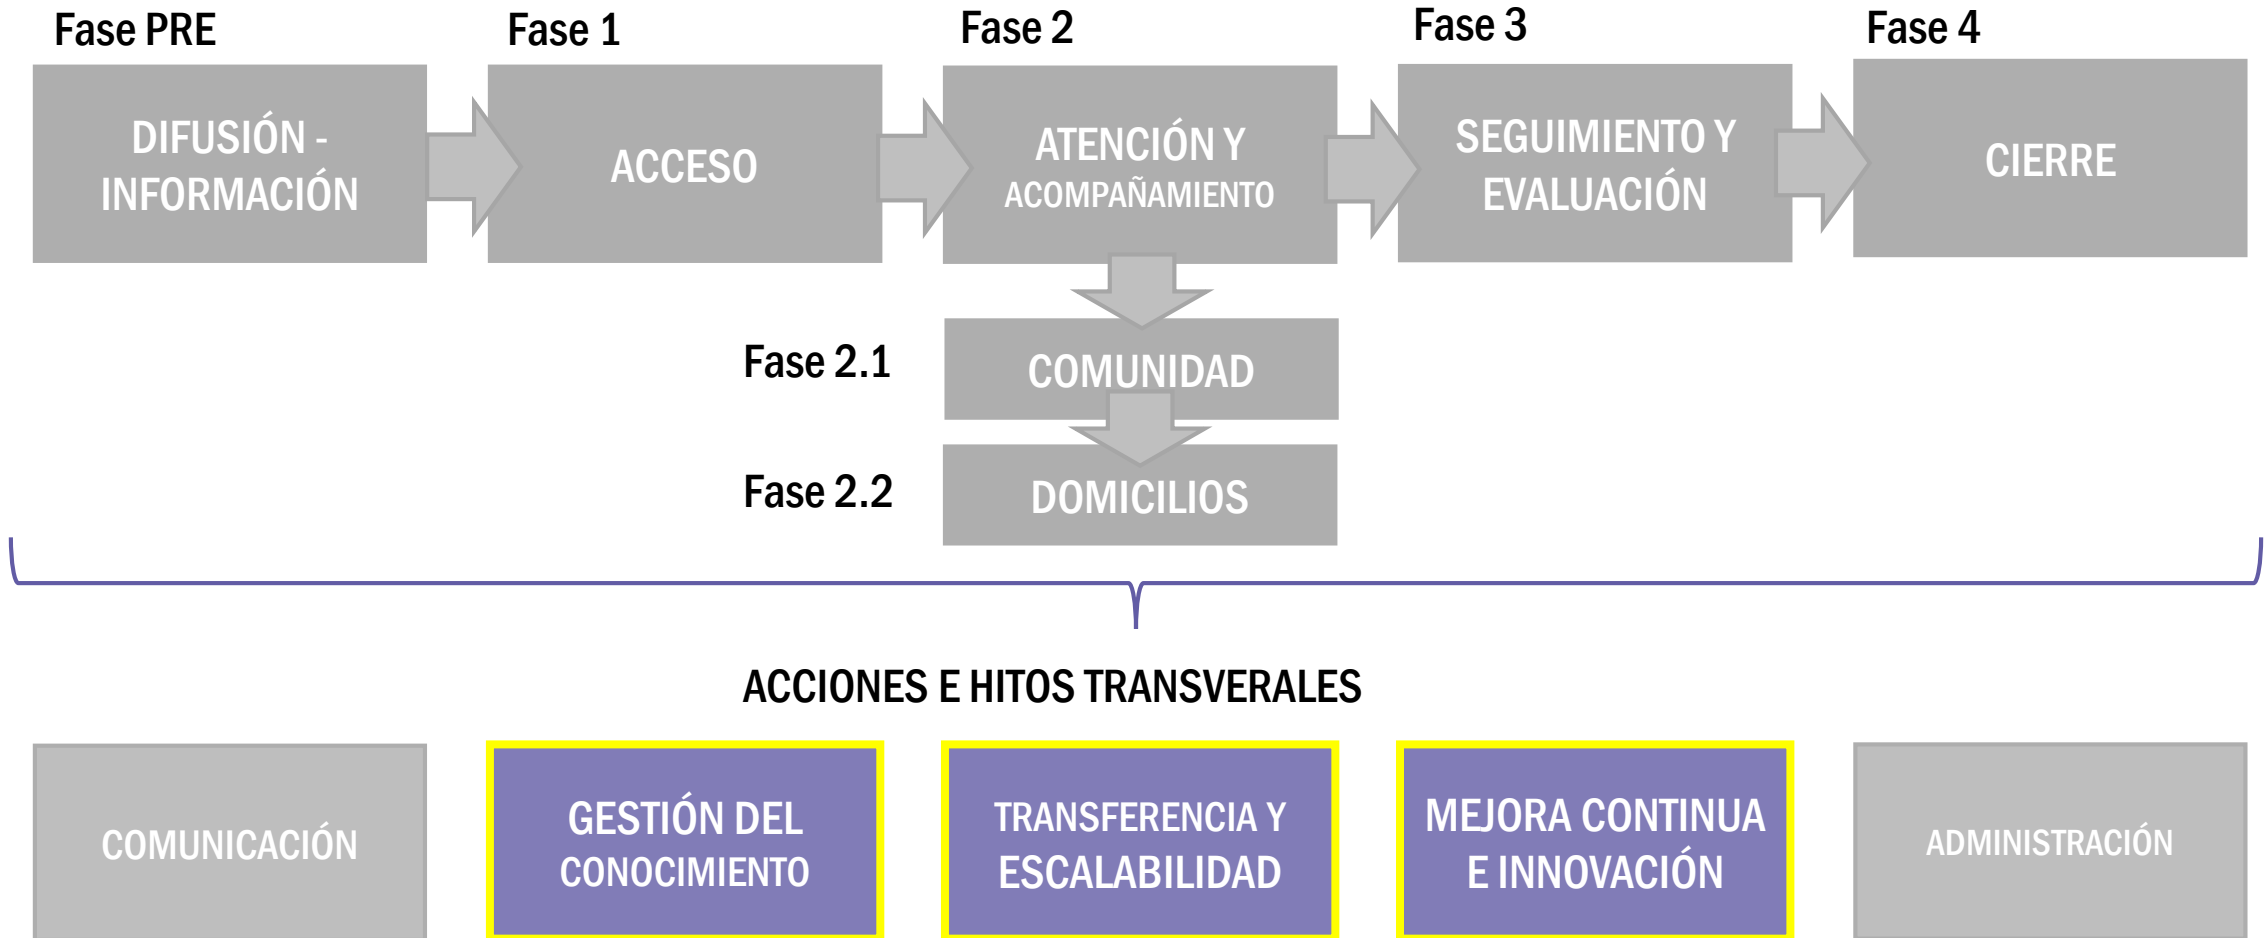 Fase PRE
Fase 1
Fase 2
Fase 3
Fase 4
DIFUSIÓN -
INFORMACIÓN
ACCESO
ATENCIÓN Y
ACOMPAÑAMIENTO
SEGUIMIENTO Y
EVALUACIÓN
CIERRE
Fase 2.1
COMUNIDAD
Fase 2.2
DOMICILIOS
ACCIONES E HITOS TRANSVERALES
COMUNICACIÓN
GESTIÓN DEL
CONOCIMIENTO
TRANSFERENCIA Y
ESCALABILIDAD
MEJORA CONTINUA
E INNOVACIÓN
ADMINISTRACIÓN